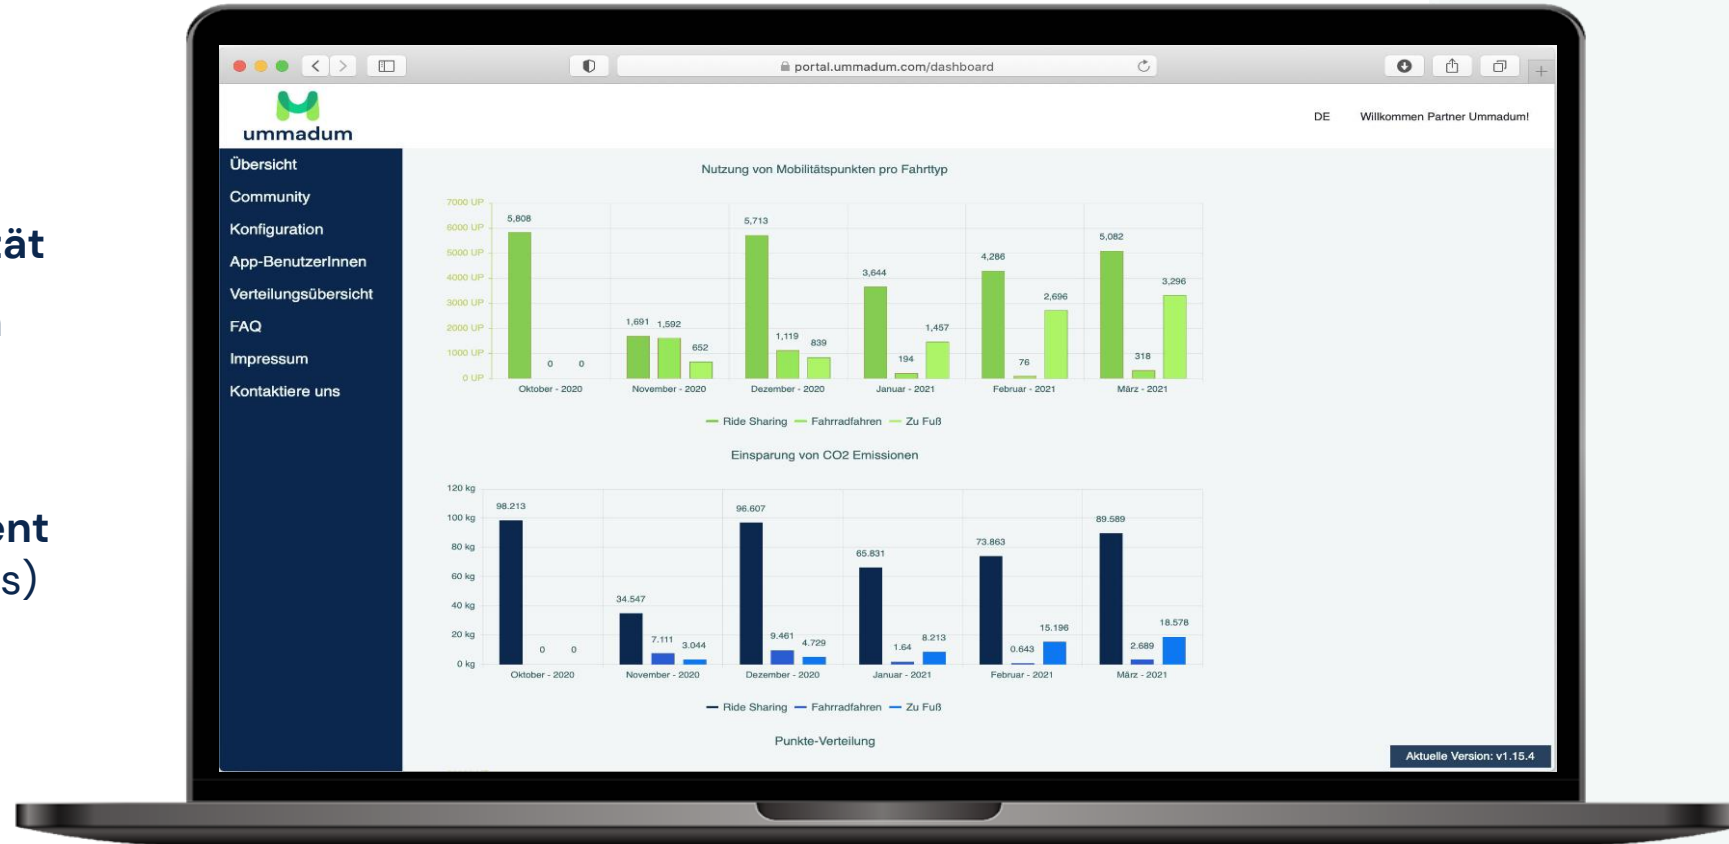 tät
ent
s)
portal.ummadum.com/dashboard
ummadum
DE Willkommen Partner Ummadum!
Übersicht
Community
Konfiguration
App-BenutzerInnen
Verteilungsübersicht
FAQ
Impressum
Kontaktiere uns
Nutzung von Mobilitätspunkten pro Fahrttyp
7000 UP
6000 UP
5000 UP
4000 UP
3000 UP
2000 UP
1000 UP
0 UP
5,808 0 0
1,691 1,592 652
5,713 1,119 839
3,644 194 1,457
4,286 76 2,696
5,082 318 3,296
Oktober - 2020 November - 2020 Dezember - 2020 Januar - 2021 Februar - 2021 März - 2021
Ride Sharing Fahrradfahren Zu Fuß
Einsparung von CO2 Emissionen
120 kg
100 kg
80 kg
60 kg
40 kg
20 kg
0 kg
98.213 0 0
34.547 7.111 3.044
96.607 9.461 4.729
65.831 1.64 8.213
73.863 0.643 15.196
89.589 2.689 18.578
Oktober - 2020 November - 2020 Dezember - 2020 Januar - 2021 Februar - 2021 März - 2021
Ride Sharing Fahrradfahren Zu Fuß
Punkte-Verteilung
Aktuelle Version: v1.15.4